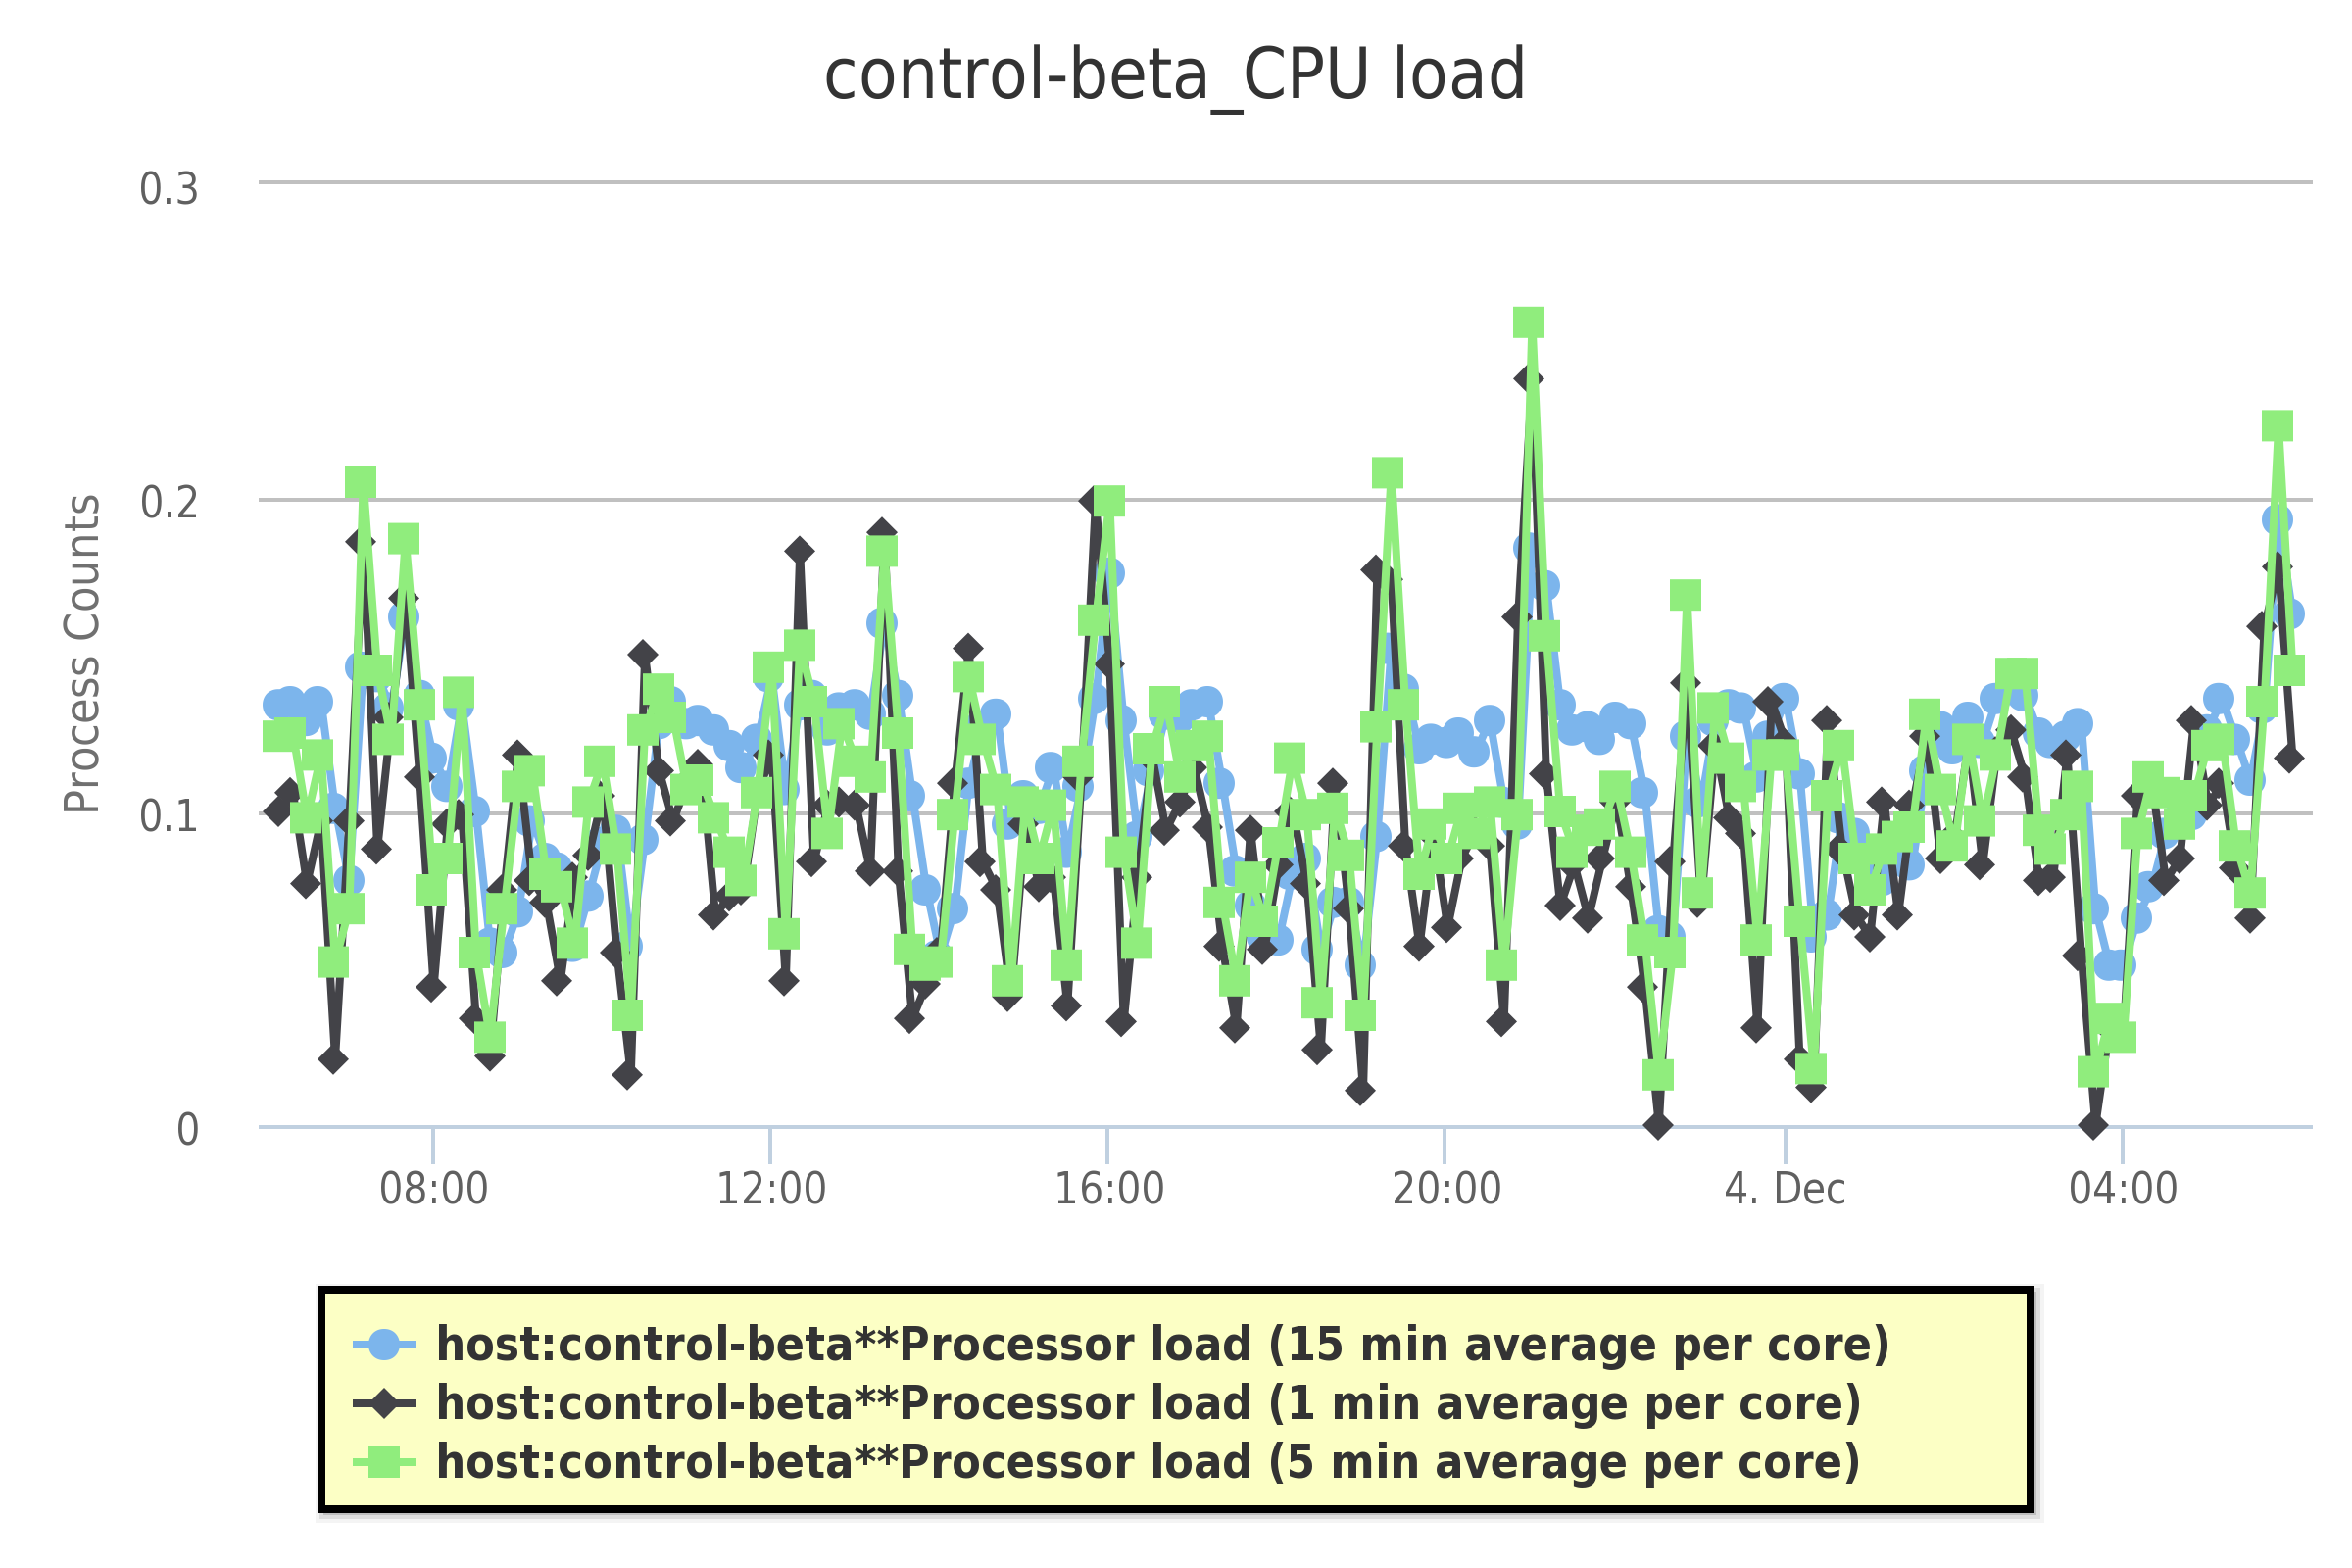 control-beta_CPU load
0.3
0.2
0.1
0
Process Counts
08:00
12:00
16:00
20:00
4. Dec
04:00
host:control-beta**Processor load (15 min average per core)
host:control-beta**Processor load (1 min average per core)
host:control-beta**Processor load (5 min average per core)